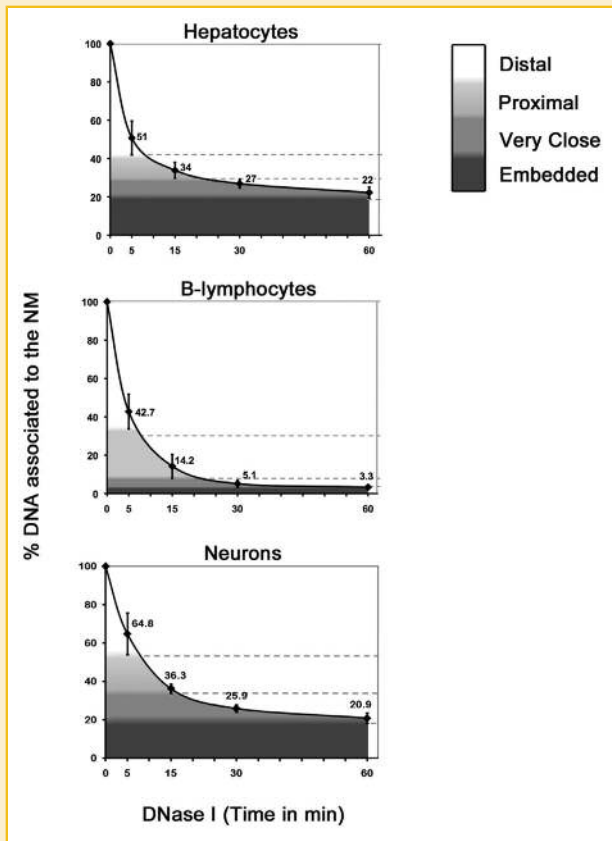 Hepatocytes
100
80
60
40
20
0
51
34
27
22
0 5 15 30 60
Distal
Proximal
Very Close
Embedded
% DNA associated to the NM
B-lymphocytes
100
80
60
40
20
0
42.7
14.2
5.1
3.3
0 5 15 30 60
Neurons
100
80
60
40
20
0
64.8
36.3
25.9
20.9
0 5 15 30 60
DNase I (Time in min)